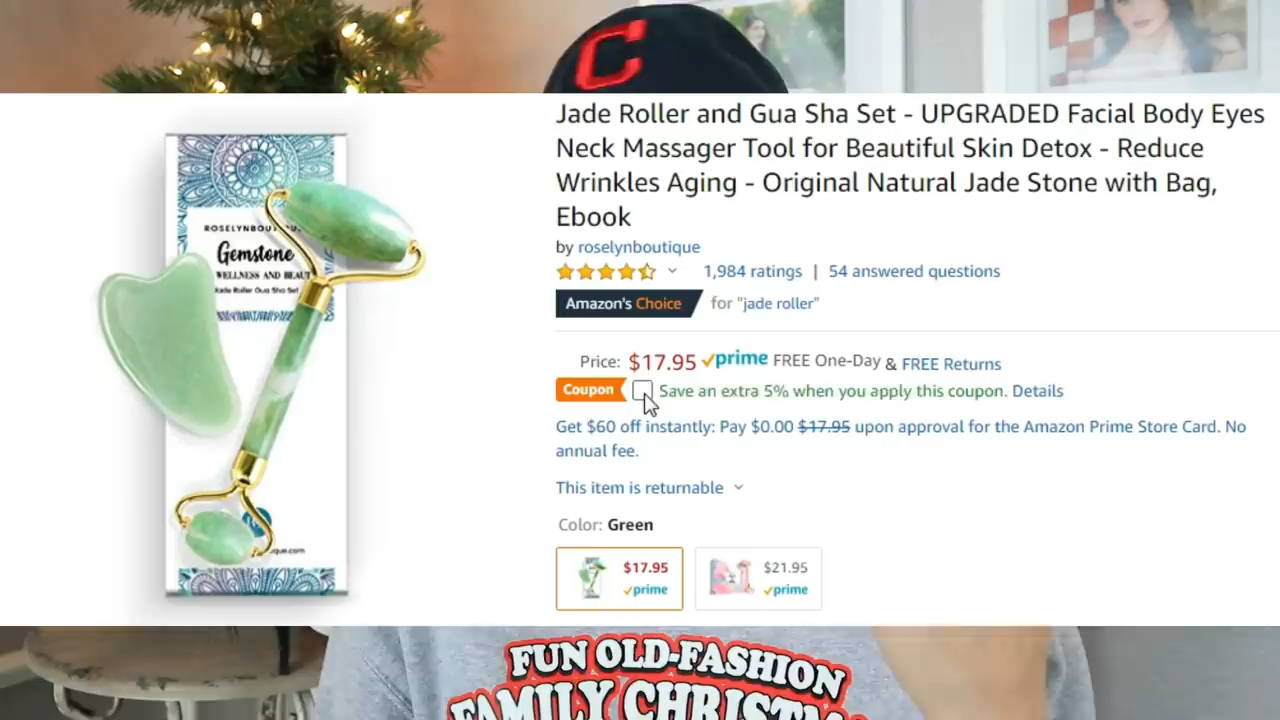 C
Jade Roller and Gua Sha Set - UPGRADED Facial Body Eyes
Neck Massager Tool for Beautiful Skin Detox - Reduce
Wrinkles Aging - Original Natural Jade Stone with Bag,
Ebook
by roselynboutique
1,984 ratings | 54 answered questions
Amazon's Choice for "jade roller"
Price: $17.95 prime FREE One-Day & FREE Returns
Coupon Save an extra 5% when you apply this coupon. Details
Get $60 off instantly: Pay $0.00 $17.95 upon approval for the Amazon Prime Store Card. No
annual fee.
This item is returnable
Color: Green
$17.95 $21.95
prime prime
Gemstone
WELLNESS AND BEAUT
Jade Roller Gua Sha Set
FUN OLD-FASHION
FAMILY CHRISTM